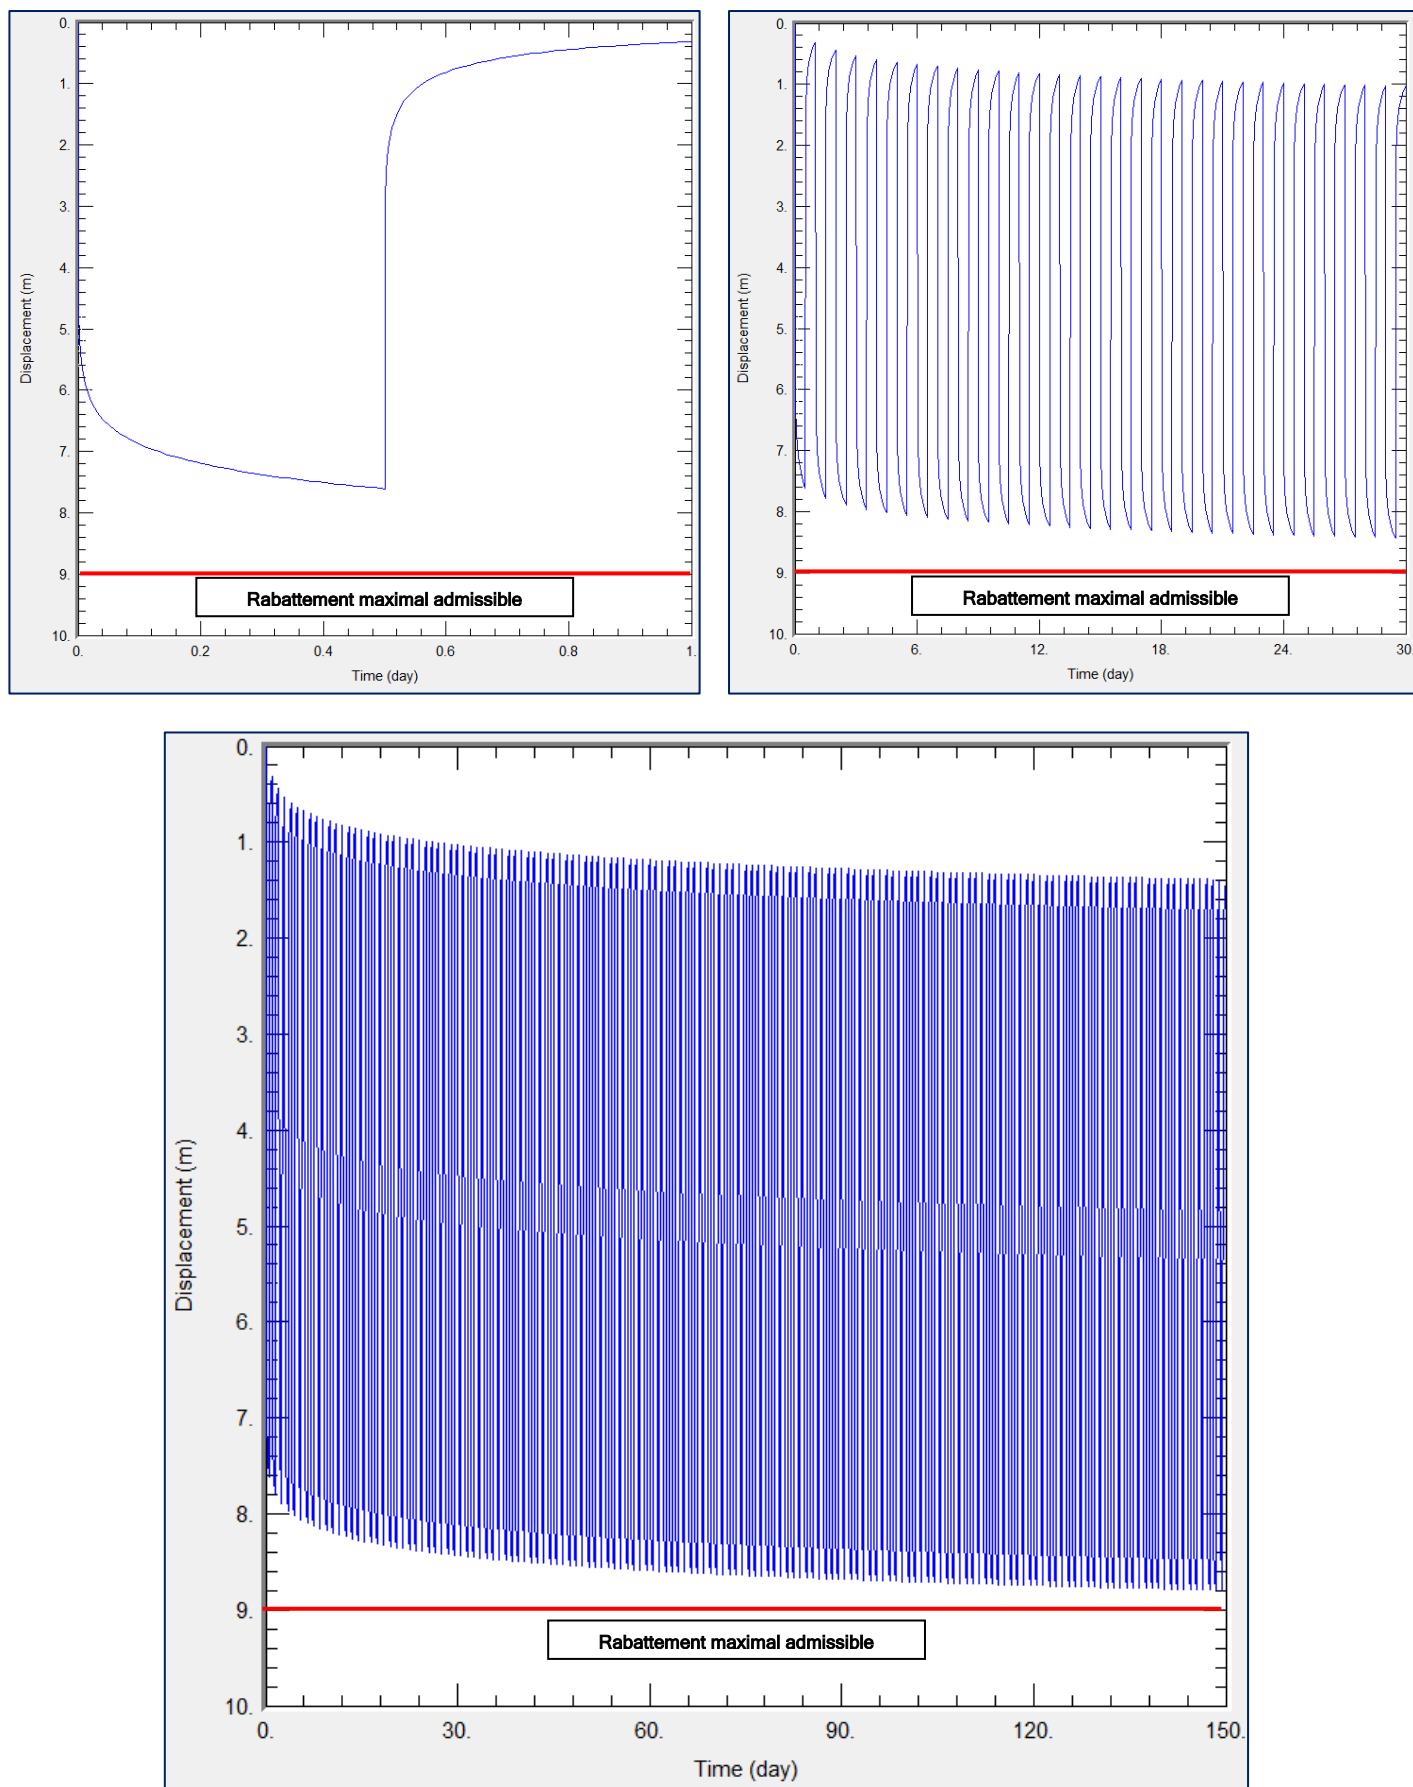 0.
1.
2.
3.
4.
5.
6.
7.
8.
9.
10.
Displacement (m)
Rabattement maximal admissible
0. 0.2 0.4 0.6 0.8 1.
Time (day)
0.
1.
2.
3.
4.
5.
6.
7.
8.
9.
10.
Displacement (m)
Rabattement maximal admissible
0. 6. 12. 18. 24. 30.
Time (day)
0.
1.
2.
3.
4.
5.
6.
7.
8.
9.
10.
Displacement (m)
Rabattement maximal admissible
0. 30. 60. 90. 120. 150.
Time (day)